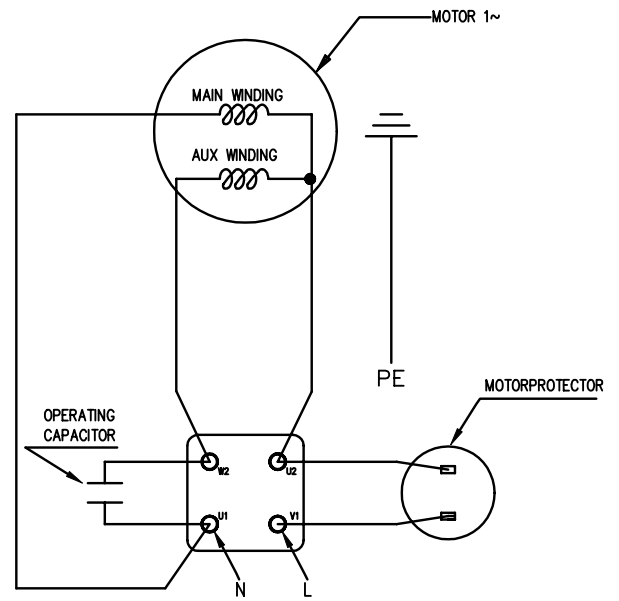 MOTOR 1~
MAIN WINDING
AUX WINDING
PE
MOTORPROTECTOR
OPERATING
CAPACITOR
W2
U2
U1
V1
N
L